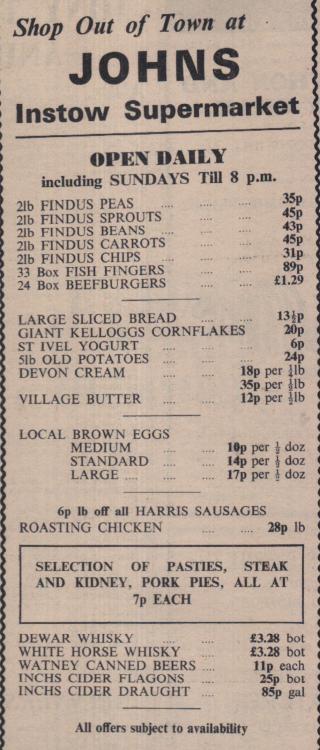 Shop Out of Town at
JOHNS
Instow Supermarket
OPEN DAILY
including SUNDAYS Till 8 p.m.
2lb FINDUS PEAS .... .... .... 35p
2lb FINDUS SPROUTS .... .... 45p
2lb FINDUS BEANS .... .... .... 43p
2lb FINDUS CARROTS .... .... 45p
2lb FINDUS CHIPS .... .... .... 31p
33 Box FISH FINGERS .... .... 89p
24 Box BEEFBURGERS .... .... £1.29
LARGE SLICED BREAD .... .... 13½p
GIANT KELLOGGS CORNFLAKES 20p
ST IVEL YOGURT .... .... .... 6p
5lb OLD POTATOES .... .... .... 24p
DEVON CREAM .... .... 18p per ¼lb
35p per ½lb
VILLAGE BUTTER .... .... 12p per ½lb
LOCAL BROWN EGGS
MEDIUM .... .... 10p per ½ doz
STANDARD .... .... 14p per ½ doz
LARGE .... .... .... 17p per ½ doz
6p lb off all HARRIS SAUSAGES
ROASTING CHICKEN .... .... 28p lb
SELECTION OF PASTIES, STEAK
AND KIDNEY, PORK PIES, ALL AT
7p EACH
DEWAR WHISKY .... .... £3.28 bot
WHITE HORSE WHISKY .... £3.28 bot
WATNEY CANNED BEERS .... 11p each
INCHS CIDER FLAGONS .... 25p bot
INCHS CIDER DRAUGHT .... 85p gal
All offers subject to availability